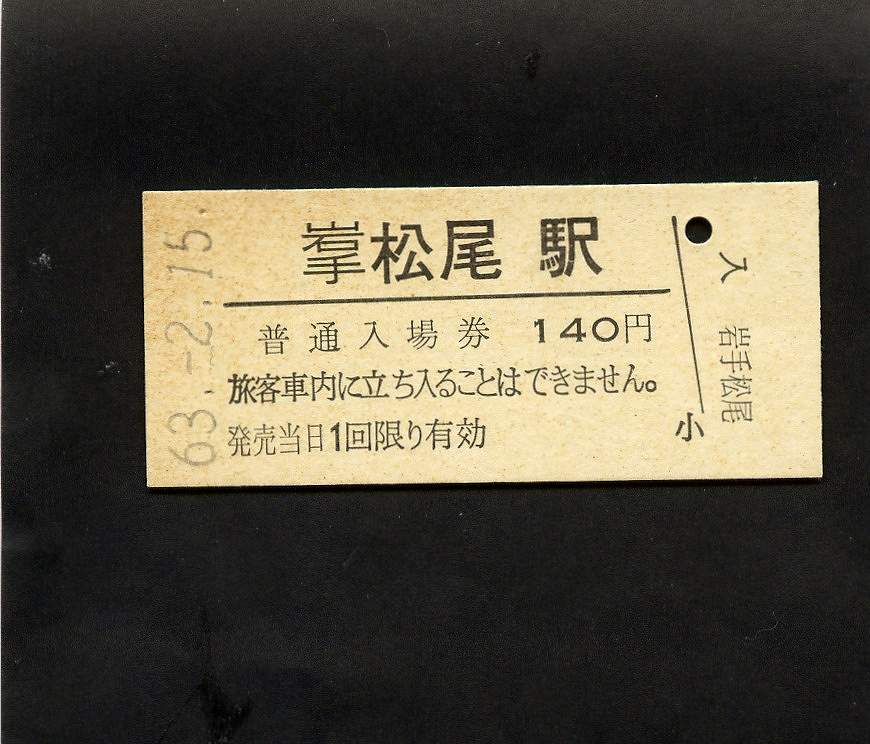 63.-2.15.
岩手松尾 駅
普通入場券 140円
旅客車内に立ち入ることはできません。
発売当日1回限り有効
小
入
岩手松尾